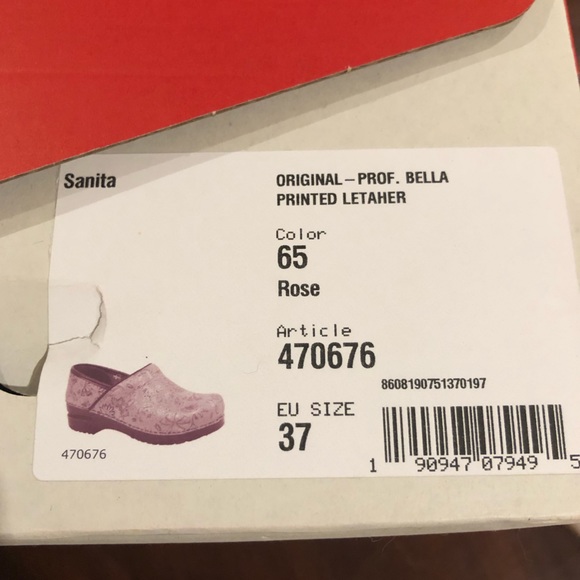 Sanita
ORIGINAL – PROF. BELLA
PRINTED LETAHER
Color
65
Rose
Article
470676
8608190751370197
EU SIZE
37
470676
1 90947 07949 5